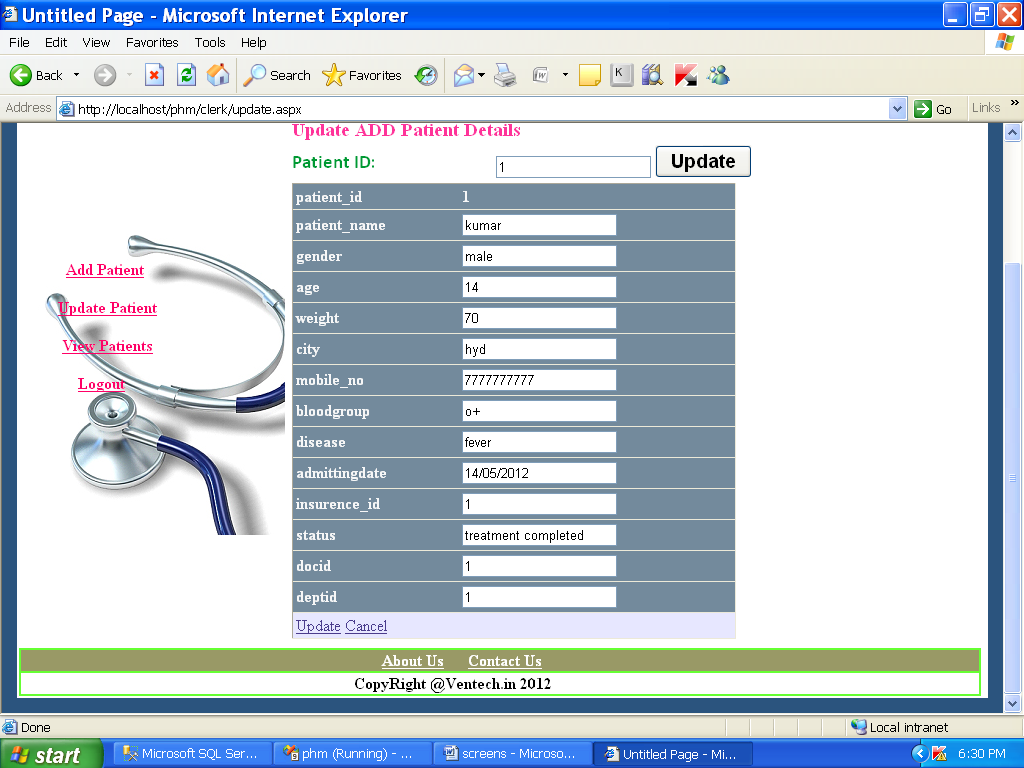 Untitled Page - Microsoft Internet Explorer
File Edit View Favorites Tools Help
Back Search Favorites
Address http://localhost/phm/clerk/update.aspx Go Links »
Update ADD Patient Details
Patient ID: 1 Update
Add Patient
Update Patient
View Patients
Logout
patient_id 1
patient_name kumar
gender male
age 14
weight 70
city hyd
mobile_no 7777777777
bloodgroup o+
disease fever
admittingdate 14/05/2012
insurence_id 1
status treatment completed
docid 1
deptid 1
Update Cancel
About Us Contact Us
CopyRight @Ventech.in 2012
Done Local intranet
start Microsoft SQL Ser... phm (Running) - ... screens - Microso... Untitled Page - Mi... 6:30 PM